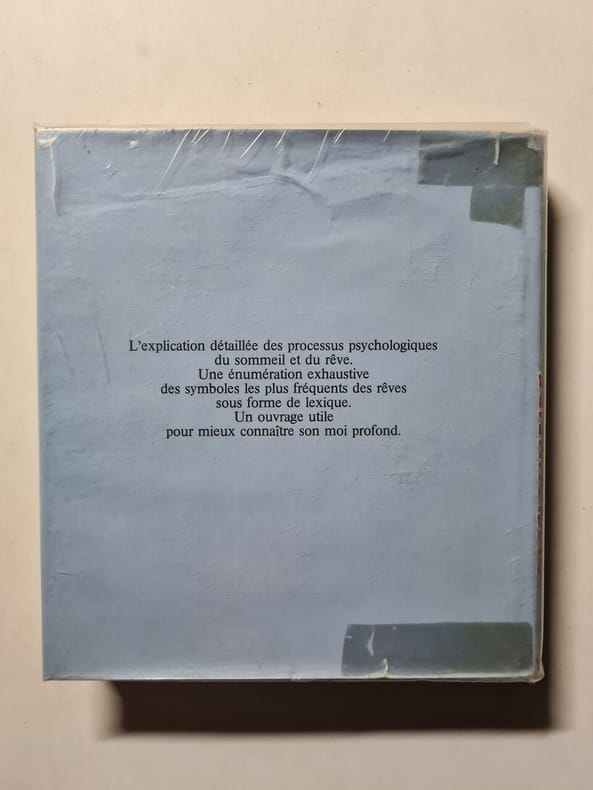 L'explication détaillée des processus psychologiques
du sommeil et du rêve.
Une énumération exhaustive
des symboles les plus fréquents des rêves
sous forme de lexique.
Un ouvrage utile
pour mieux connaître son moi profond.